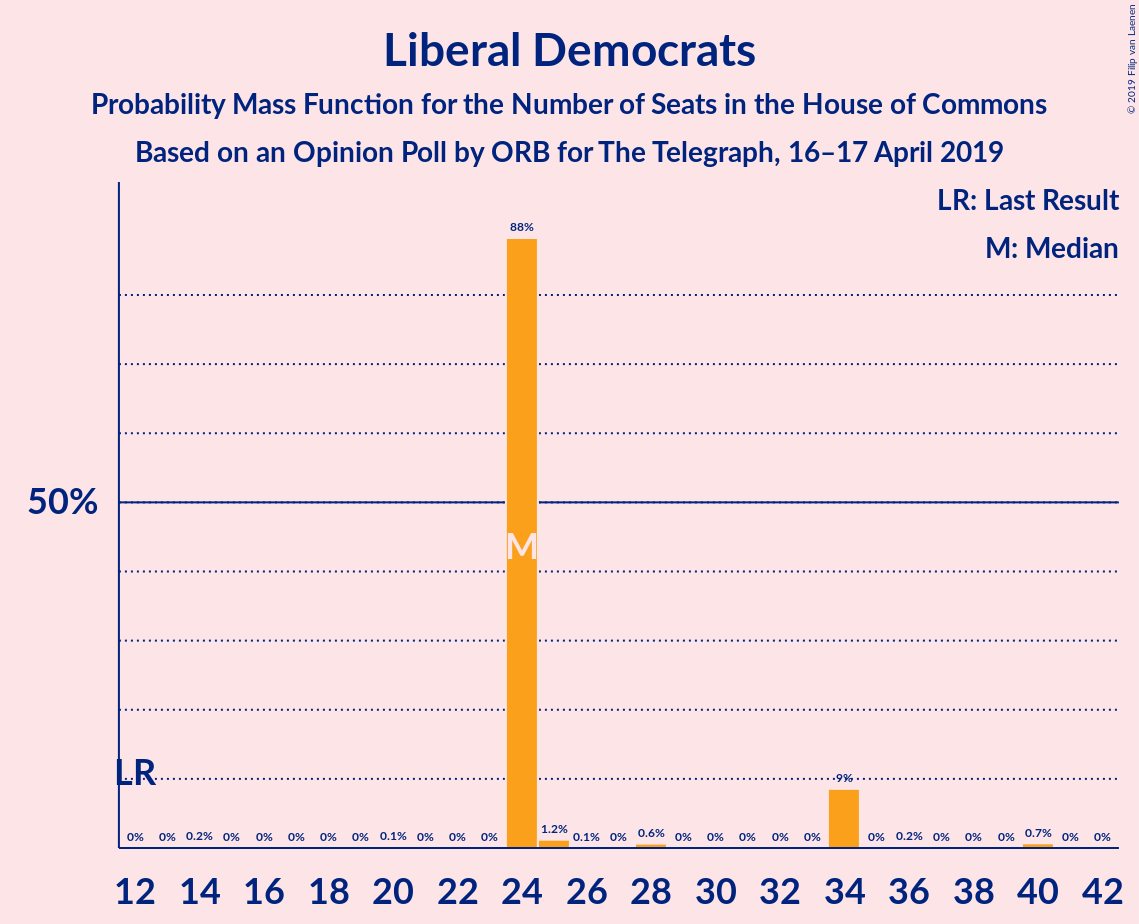 Liberal Democrats
Probability Mass Function for the Number of Seats in the House of Commons
Based on an Opinion Poll by ORB for The Telegraph, 16–17 April 2019
© 2019 Filip van Laenen
LR: Last Result
M: Median
88%
50%
M
LR
0% 0% 0.2% 0% 0% 0% 0% 0% 0.1% 0% 0% 0% 1.2% 0.1% 0% 0.6% 0% 0% 0% 0% 0% 9% 0% 0.2% 0% 0% 0% 0.7% 0% 0%
12 14 16 18 20 22 24 26 28 30 32 34 36 38 40 42